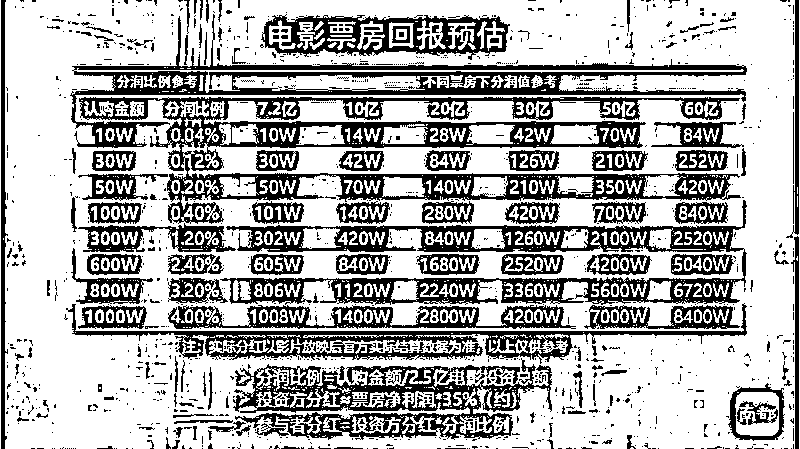 电影票房回报预估
分润比例参考 不同票房下分润值参考
认购金额 分润比例 7.2亿 10亿 20亿 30亿 50亿 60亿
10W 0.04% 10W 14W 28W 42W 70W 84W
30W 0.12% 30W 42W 84W 126W 210W 252W
50W 0.20% 50W 70W 140W 210W 350W 420W
100W 0.40% 101W 140W 280W 420W 700W 840W
300W 1.20% 302W 420W 840W 1260W 2100W 2520W
600W 2.40% 605W 840W 1680W 2520W 4200W 5040W
800W 3.20% 806W 1120W 2240W 3360W 5600W 6720W
1000W 4.00% 1008W 1400W 2800W 4200W 7000W 8400W
注：实际分红以影片放映后官方实际结算数据为准，以上仅供参考
分润比例=认购金额/2.5亿电影投资总额
投资方分红=票房净利润*35%（约）
参与者分红=投资方分红*分润比例
南都